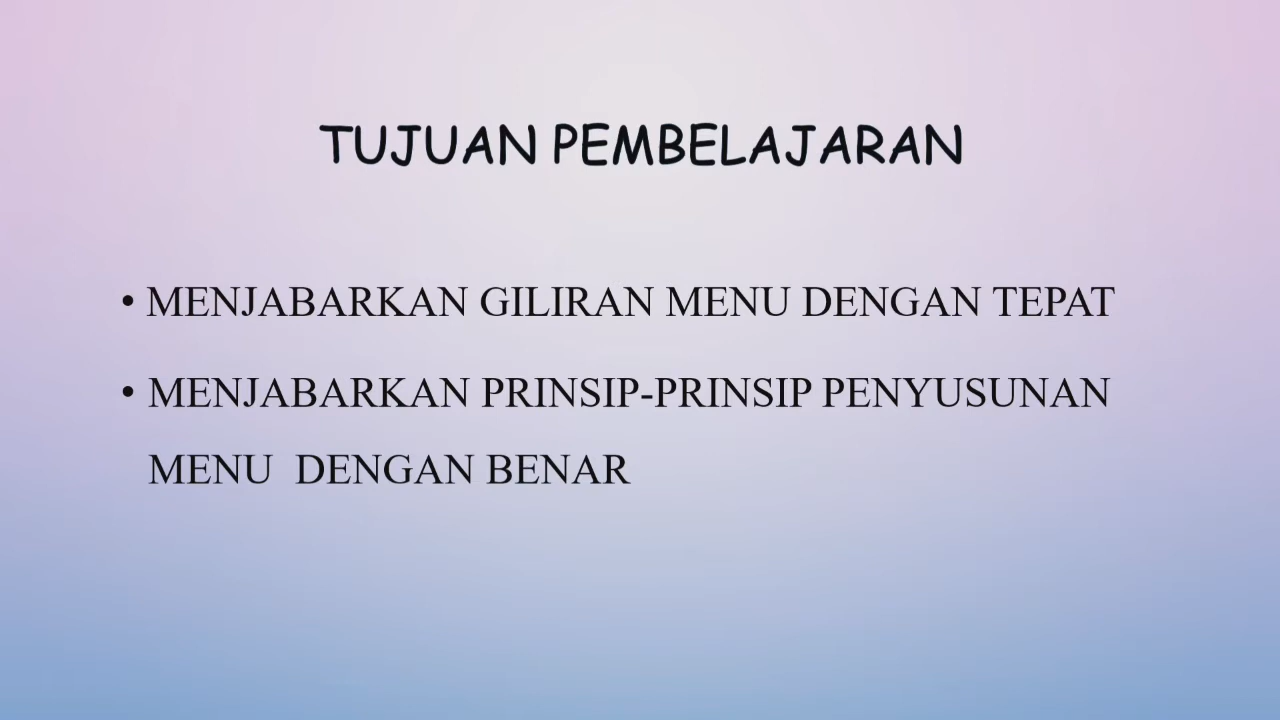 TUJUAN PEMBELAJARAN
• MENJABARKAN GILIRAN MENU DENGAN TEPAT
• MENJABARKAN PRINSIP-PRINSIP PENYUSUNAN
MENU DENGAN BENAR